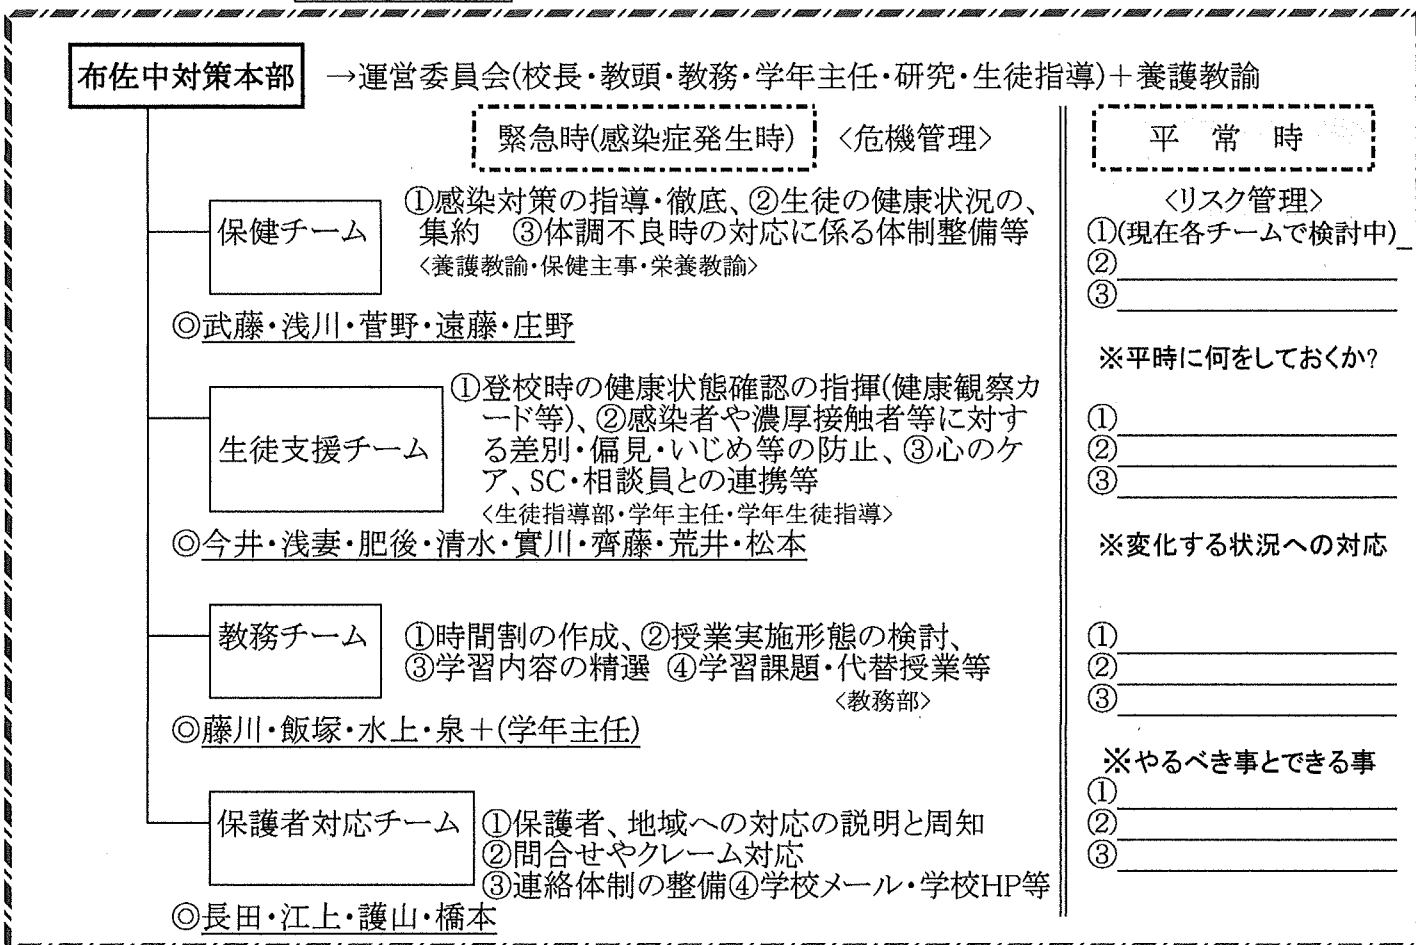 布佐中対策本部 →運営委員会(校長・教頭・教務・学年主任・研究・生徒指導)＋養護教諭
緊急時(感染症発生時) 〈危機管理〉
保健チーム
①感染対策の指導・徹底、②生徒の健康状況の、
集約 ③体調不良時の対応に係る体制整備等
〈養護教諭・保健主事・栄養教諭〉
◎武藤・浅川・菅野・遠藤・庄野
生徒支援チーム
①登校時の健康状態確認の指揮(健康観察カ
ード等)、②感染者や濃厚接触者等に対す
る差別・偏見・いじめ等の防止、③心のケ
ア、SC・相談員との連携等
〈生徒指導部・学年主任・学年生徒指導〉
◎今井・浅妻・肥後・清水・實川・齊藤・荒井・松本
教務チーム
①時間割の作成、②授業実施形態の検討、
③学習内容の精選 ④学習課題・代替授業等
〈教務部〉
◎藤川・飯塚・水上・泉＋(学年主任)
保護者対応チーム
①保護者、地域への対応の説明と周知
②問合せやクレーム対応
③連絡体制の整備④学校メール・学校HP等
◎長田・江上・護山・橋本
平 常 時
〈リスク管理〉
①(現在各チームで検討中)
②
③
※平時に何をしておくか?
①
②
③
※変化する状況への対応
①
②
③
※やるべき事とできる事
①
②
③